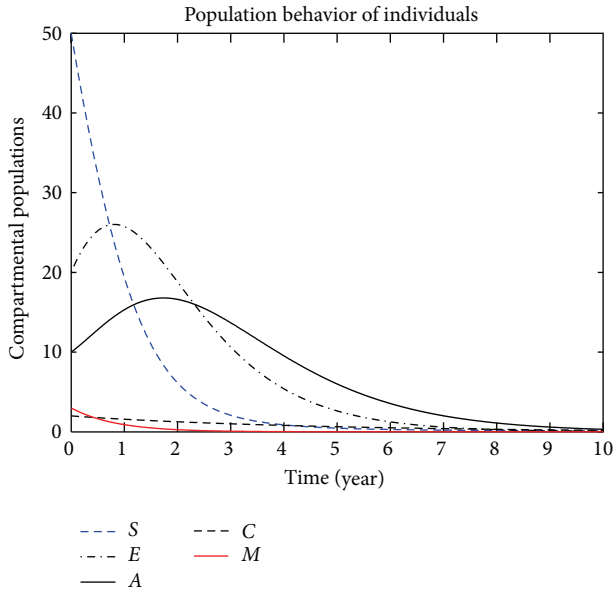 Population behavior of individuals
50
40
30
20
10
0
Compartmental populations
0 1 2 3 4 5 6 7 8 9 10
Time (year)
S C
E M
A